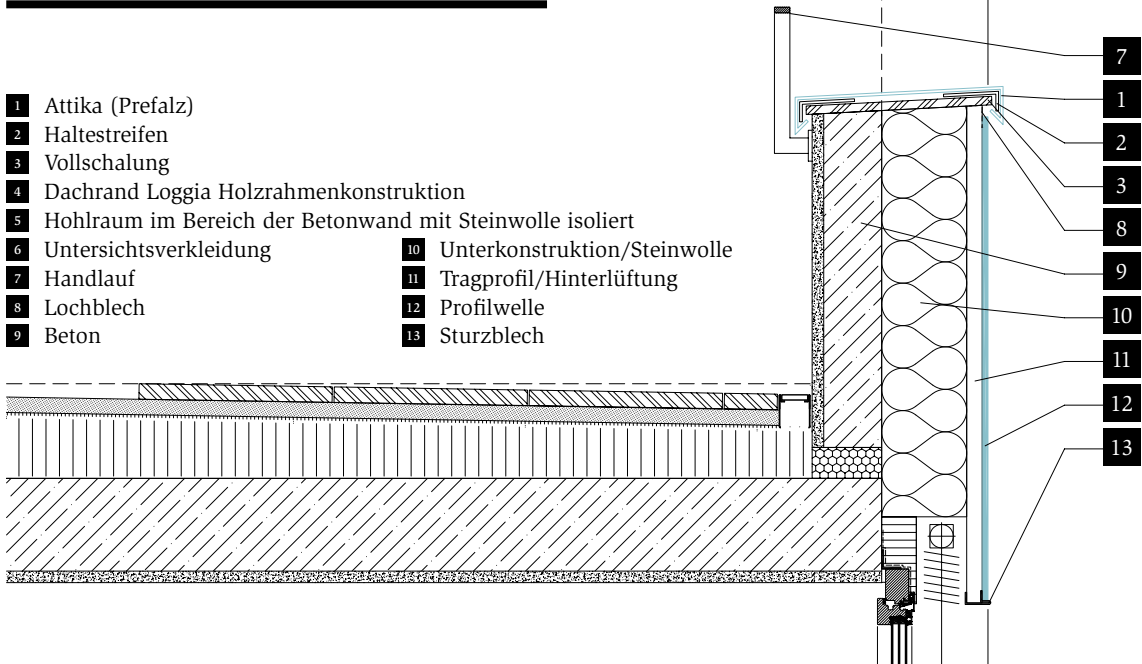 1 Attika (Prefalz)
2 Haltestreifen
3 Vollschalung
4 Dachrand Loggia Holzrahmenkonstruktion
5 Hohlraum im Bereich der Betonwand mit Steinwolle isoliert
6 Untersichtsverkleidung
7 Handlauf
8 Lochblech
9 Beton
10 Unterkonstruktion/Steinwolle
11 Tragprofil/Hinterlüftung
12 Profilwelle
13 Sturzblech
7
1
2
3
8
9
10
11
12
13